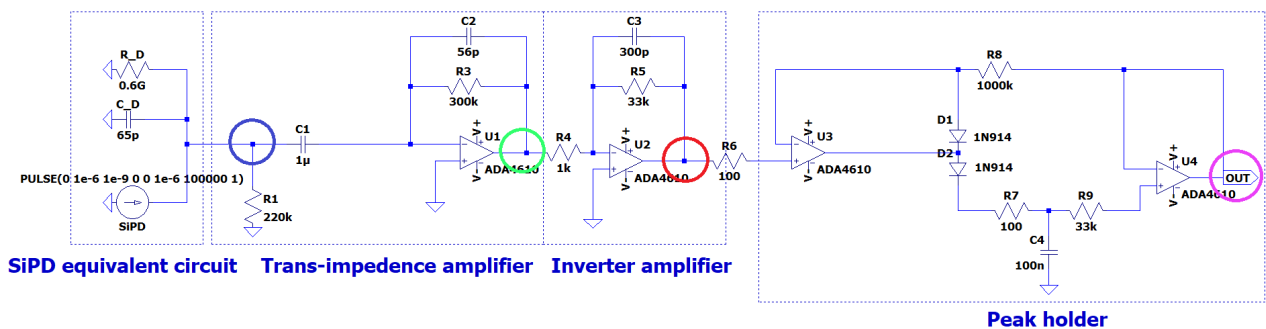 R_D
0.6G
C_D
65p
PULSE(0 1e-6 1e-9 0 0 1e-6 100000 1)
SiPD
SiPD equivalent circuit
C1
1µ
R1
220k
C2
56p
R3
300k
V+
U1
V-
ADA4610
Trans-impedence amplifier
R4
1k
C3
300p
R5
33k
V+
U2
V-
ADA4610
Inverter amplifier
R6
100
V+
U3
V-
ADA4610
R8
1000k
D1
1N914
D2
1N914
R7
100
C4
100n
R9
33k
V+
U4
V-
ADA4610
OUT
Peak holder